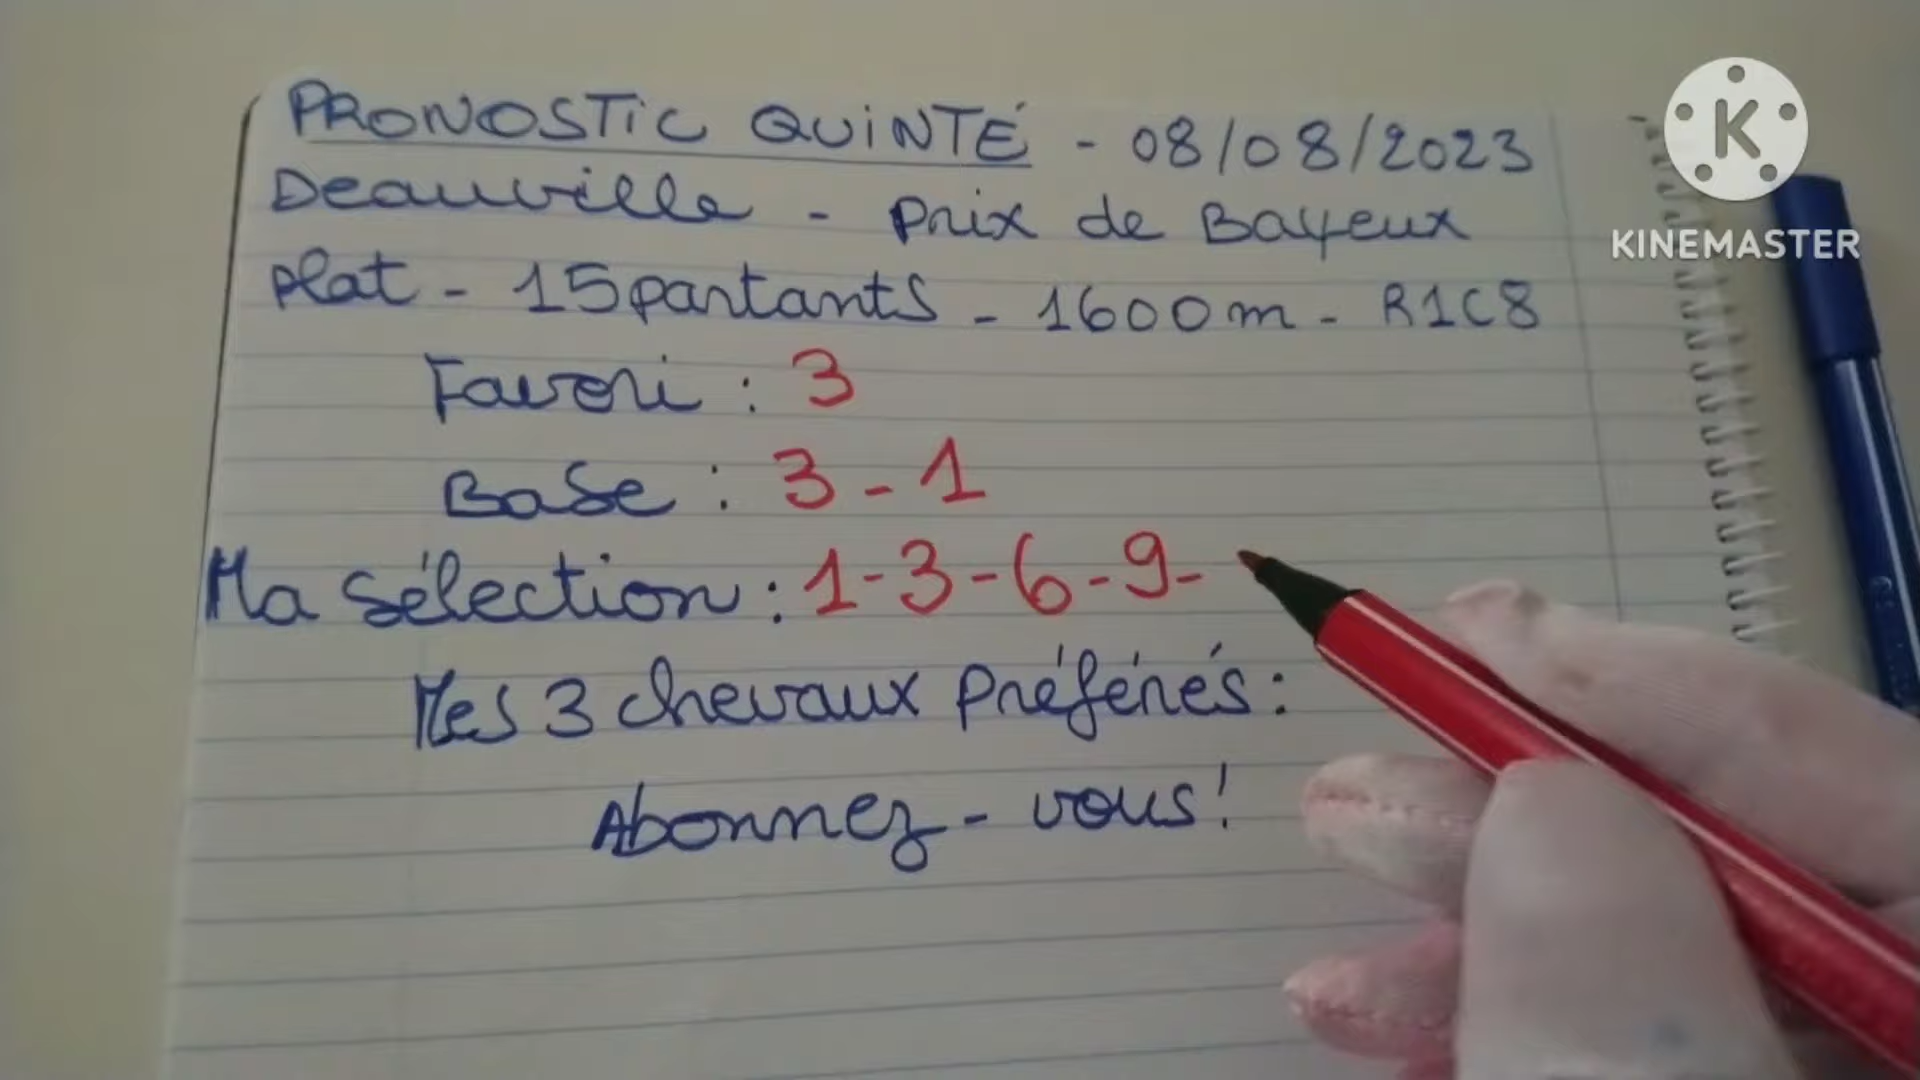 PRONOSTIC QUINTÉ - 08/08/2023
Deauville - Prix de Bayeux
Plat - 15 partants - 1600m - R1C8
Favori : 3
Base : 3 - 1
Ma sélection : 1-3-6-9-
Mes 3 chevaux préférés :
Abonnez-vous!
K
KINEMASTER